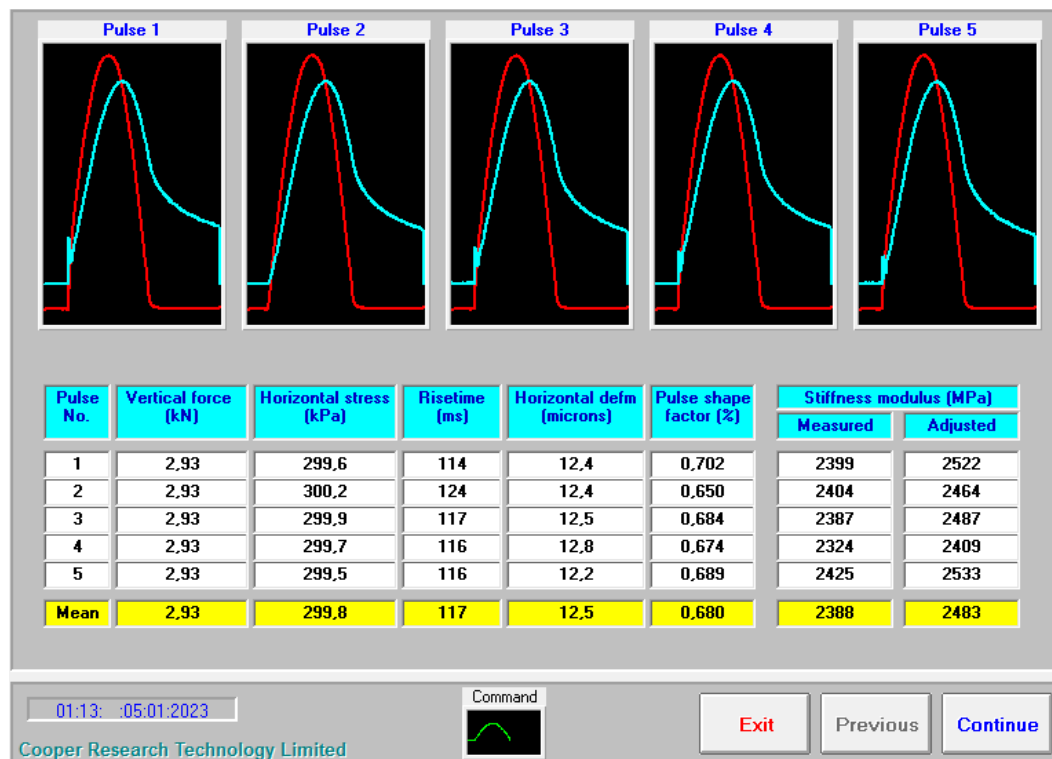 Pulse 1 Pulse 2 Pulse 3 Pulse 4 Pulse 5
Pulse No. Vertical force (kN) Horizontal stress (kPa) Risetime (ms) Horizontal defm (microns) Pulse shape factor (%) Stiffness modulus (MPa)
Measured Adjusted
1 2,93 299,6 114 12,4 0,702 2399 2522
2 2,93 300,2 124 12,4 0,650 2404 2464
3 2,93 299,9 117 12,5 0,684 2387 2487
4 2,93 299,7 116 12,8 0,674 2324 2409
5 2,93 299,5 116 12,2 0,689 2425 2533
Mean 2,93 299,8 117 12,5 0,680 2388 2483
01:13: :05:01:2023
Command
Exit Previous Continue
Cooper Research Technology Limited